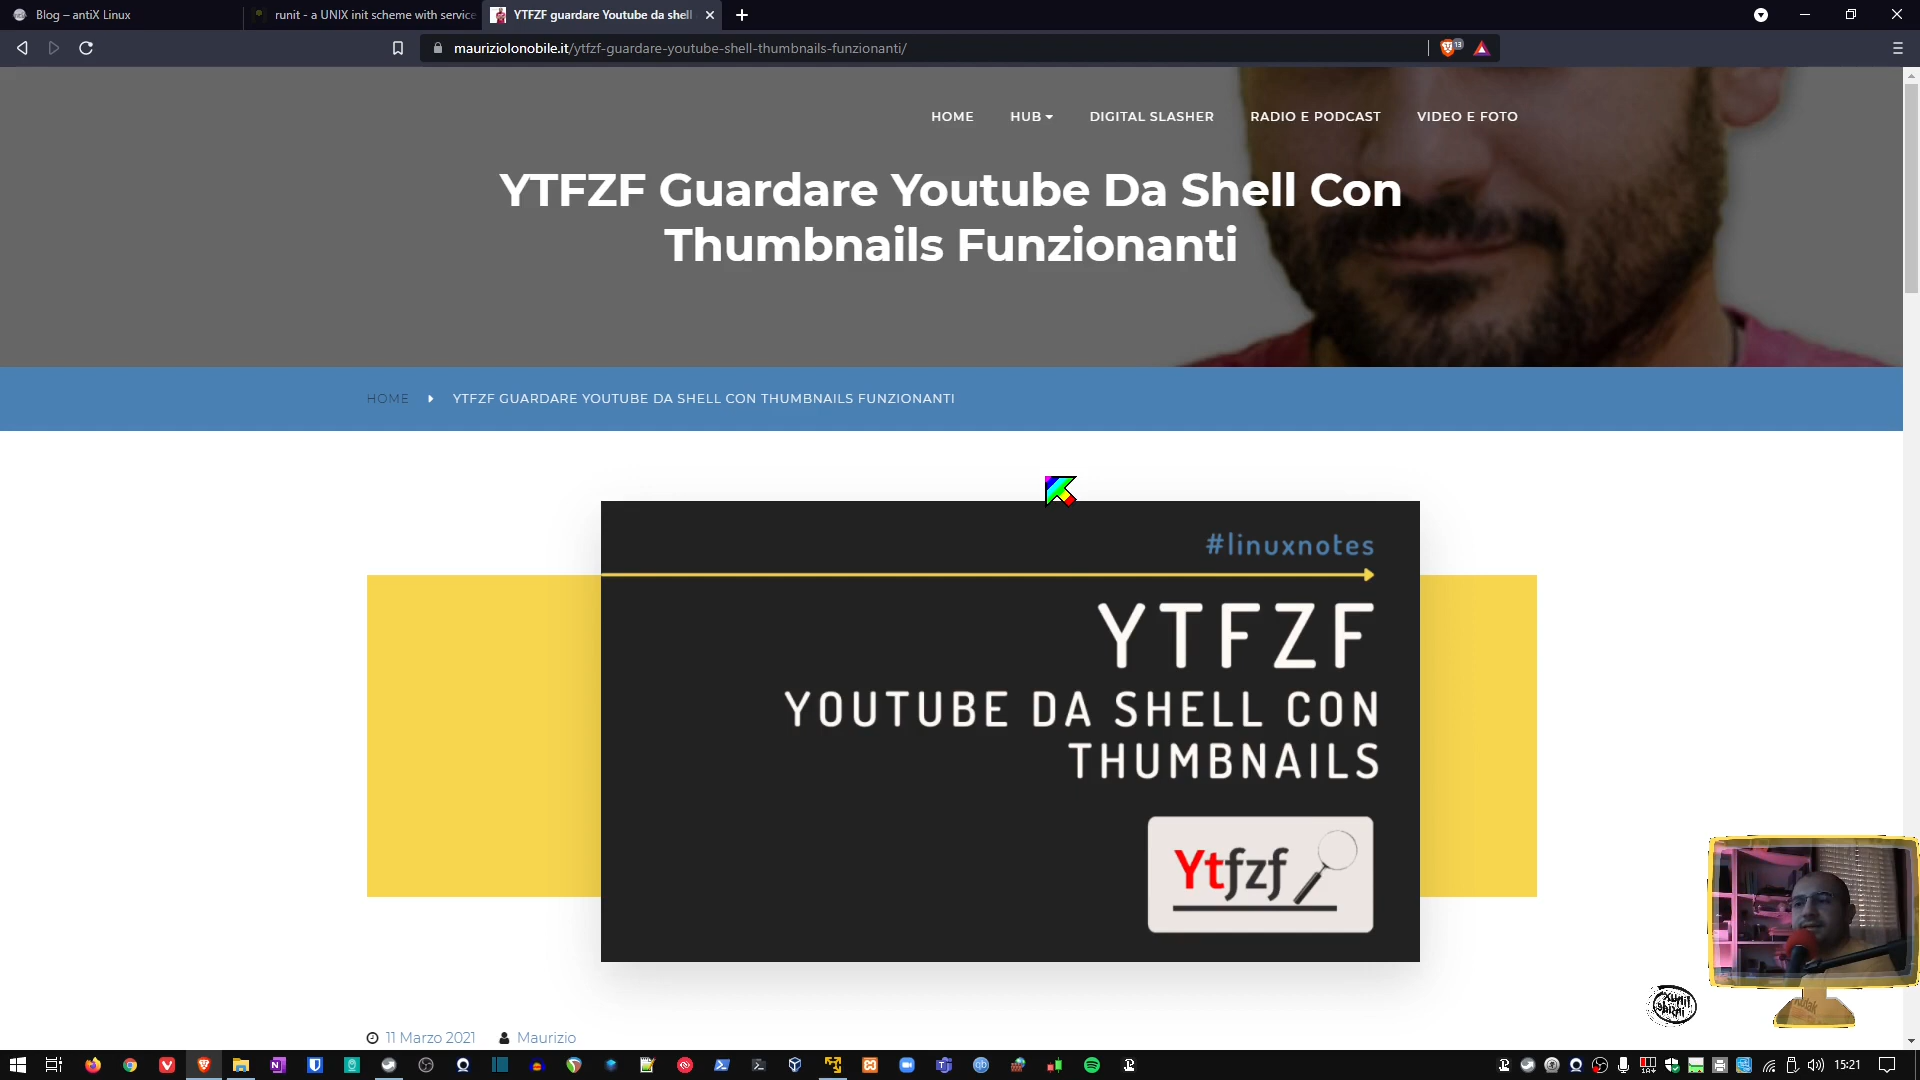 Blog – antiX Linux
runit - a UNIX init scheme with service
YTFZF guardare Youtube da shell
mauriziolonobile.it/ytfzf-guardare-youtube-shell-thumbnails-funzionanti/
13
HOME
HUB
DIGITAL SLASHER
RADIO E PODCAST
VIDEO E FOTO
YTFZF Guardare Youtube Da Shell Con
Thumbnails Funzionanti
HOME
YTFZF GUARDARE YOUTUBE DA SHELL CON THUMBNAILS FUNZIONANTI
#linuxnotes
YTFZF
YOUTUBE DA SHELL CON
THUMBNAILS
Ytfzf
11 Marzo 2021
Maurizio
15:21